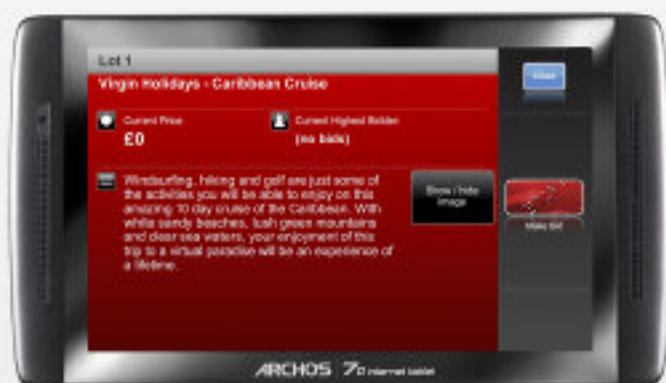 Lot 1
Virgin Holidays - Caribbean Cruise
Current Price:
£0
Current Highest Bidder:
(no bids)
Windsurfing, hiking and golf are just some of
the activities you will be able to enjoy on this
amazing 10 day cruise of the Caribbean. With
white sandy beaches, lush green mountains
and clear sea waters, your enjoyment of this
trip to a virtual paradise will be an experience of
a lifetime.
Show / hide
image
Close
Make Bid
ARCHOS 70 internet tablet